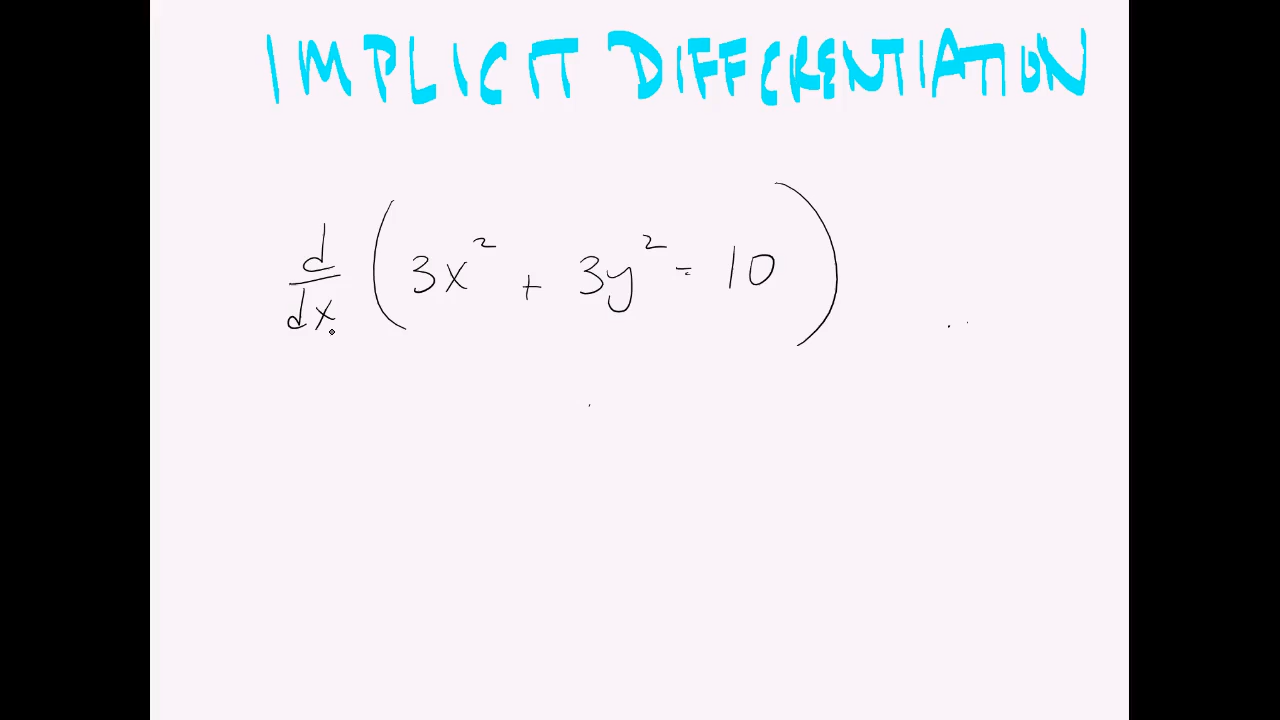 IMPLICIT DIFFERENTIATION
d/dx (3x² + 3y² = 10)